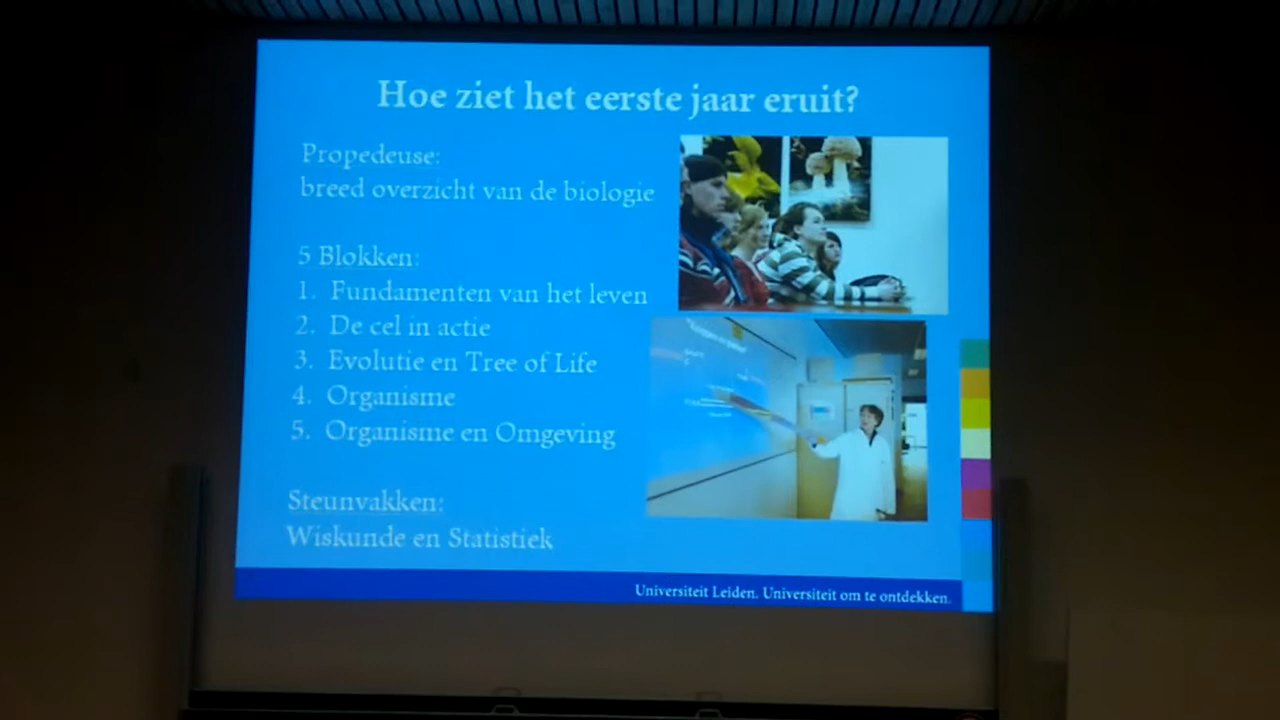 Hoe ziet het eerste jaar eruit?
Propedeuse:
breed overzicht van de biologie
5 Blokken:
1. Fundamenten van het leven
2. De cel in actie
3. Evolutie en Tree of Life
4. Organisme
5. Organisme en Omgeving
Steunvakken:
Wiskunde en Statistiek
Universiteit Leiden. Universiteit om te ontdekken.